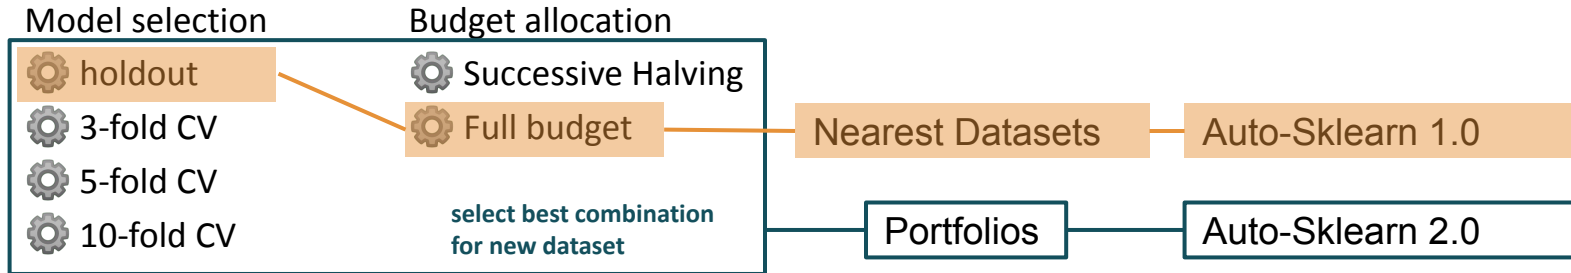 Model selection
Budget allocation
holdout
Successive Halving
3-fold CV
Full budget
Nearest Datasets
Auto-Sklearn 1.0
5-fold CV
10-fold CV
select best combination
for new dataset
Portfolios
Auto-Sklearn 2.0